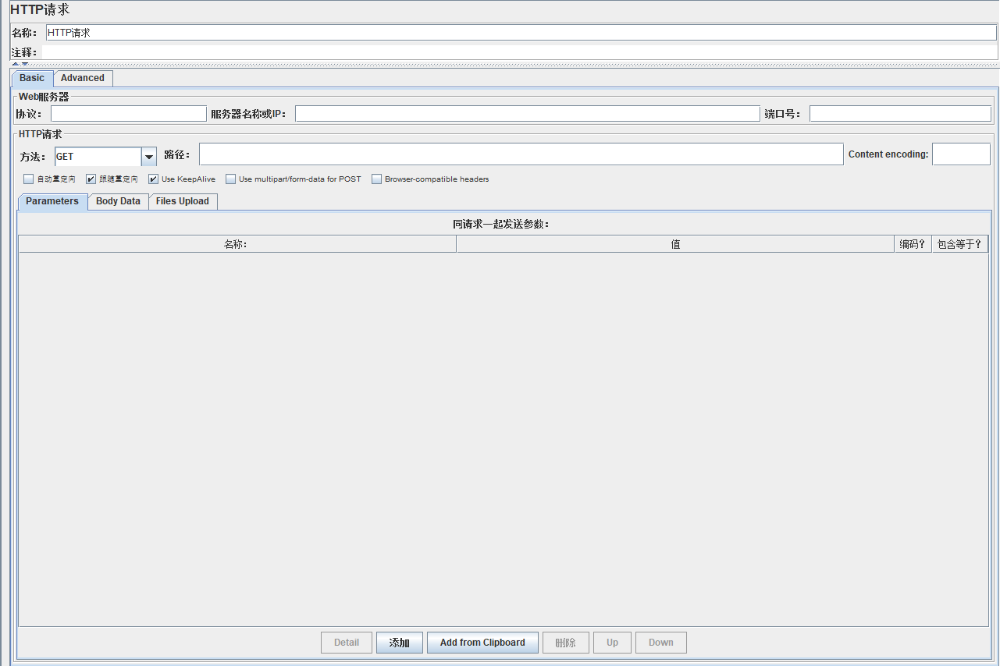 HTTP请求
名称： HTTP请求
注释：
Basic Advanced
Web服务器
协议： 服务器名称或IP： 端口号：
HTTP请求
方法： GET 路径： Content encoding:
自动重定向 跟随重定向 Use KeepAlive Use multipart/form-data for POST Browser-compatible headers
Parameters Body Data Files Upload
同请求一起发送参数：
名称： 值 编码？ 包含等于？
Detail 添加 Add from Clipboard 删除 Up Down